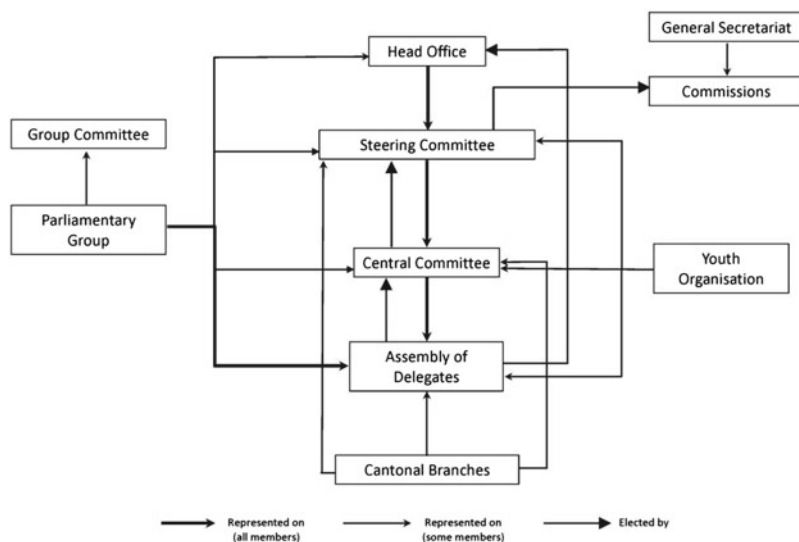 General Secretariat
Head Office
Commissions
Group Committee
Steering Committee
Parliamentary
Group
Central Committee
Youth
Organisation
Assembly of
Delegates
Cantonal Branches
Represented on
(all members)
Represented on
(some members)
Elected by